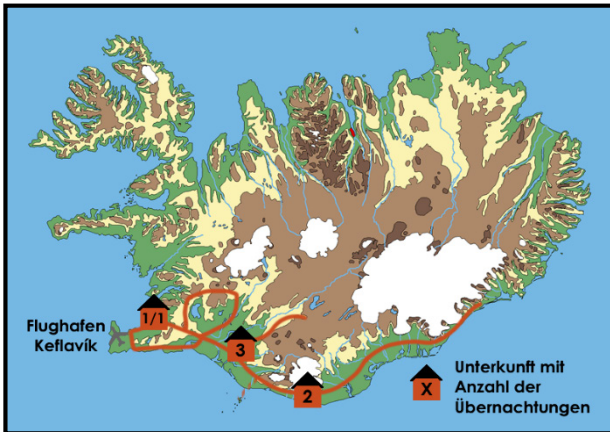 1/1
Flughafen
Keflavík
3
2
X
Unterkunft mit
Anzahl der
Übernachtungen